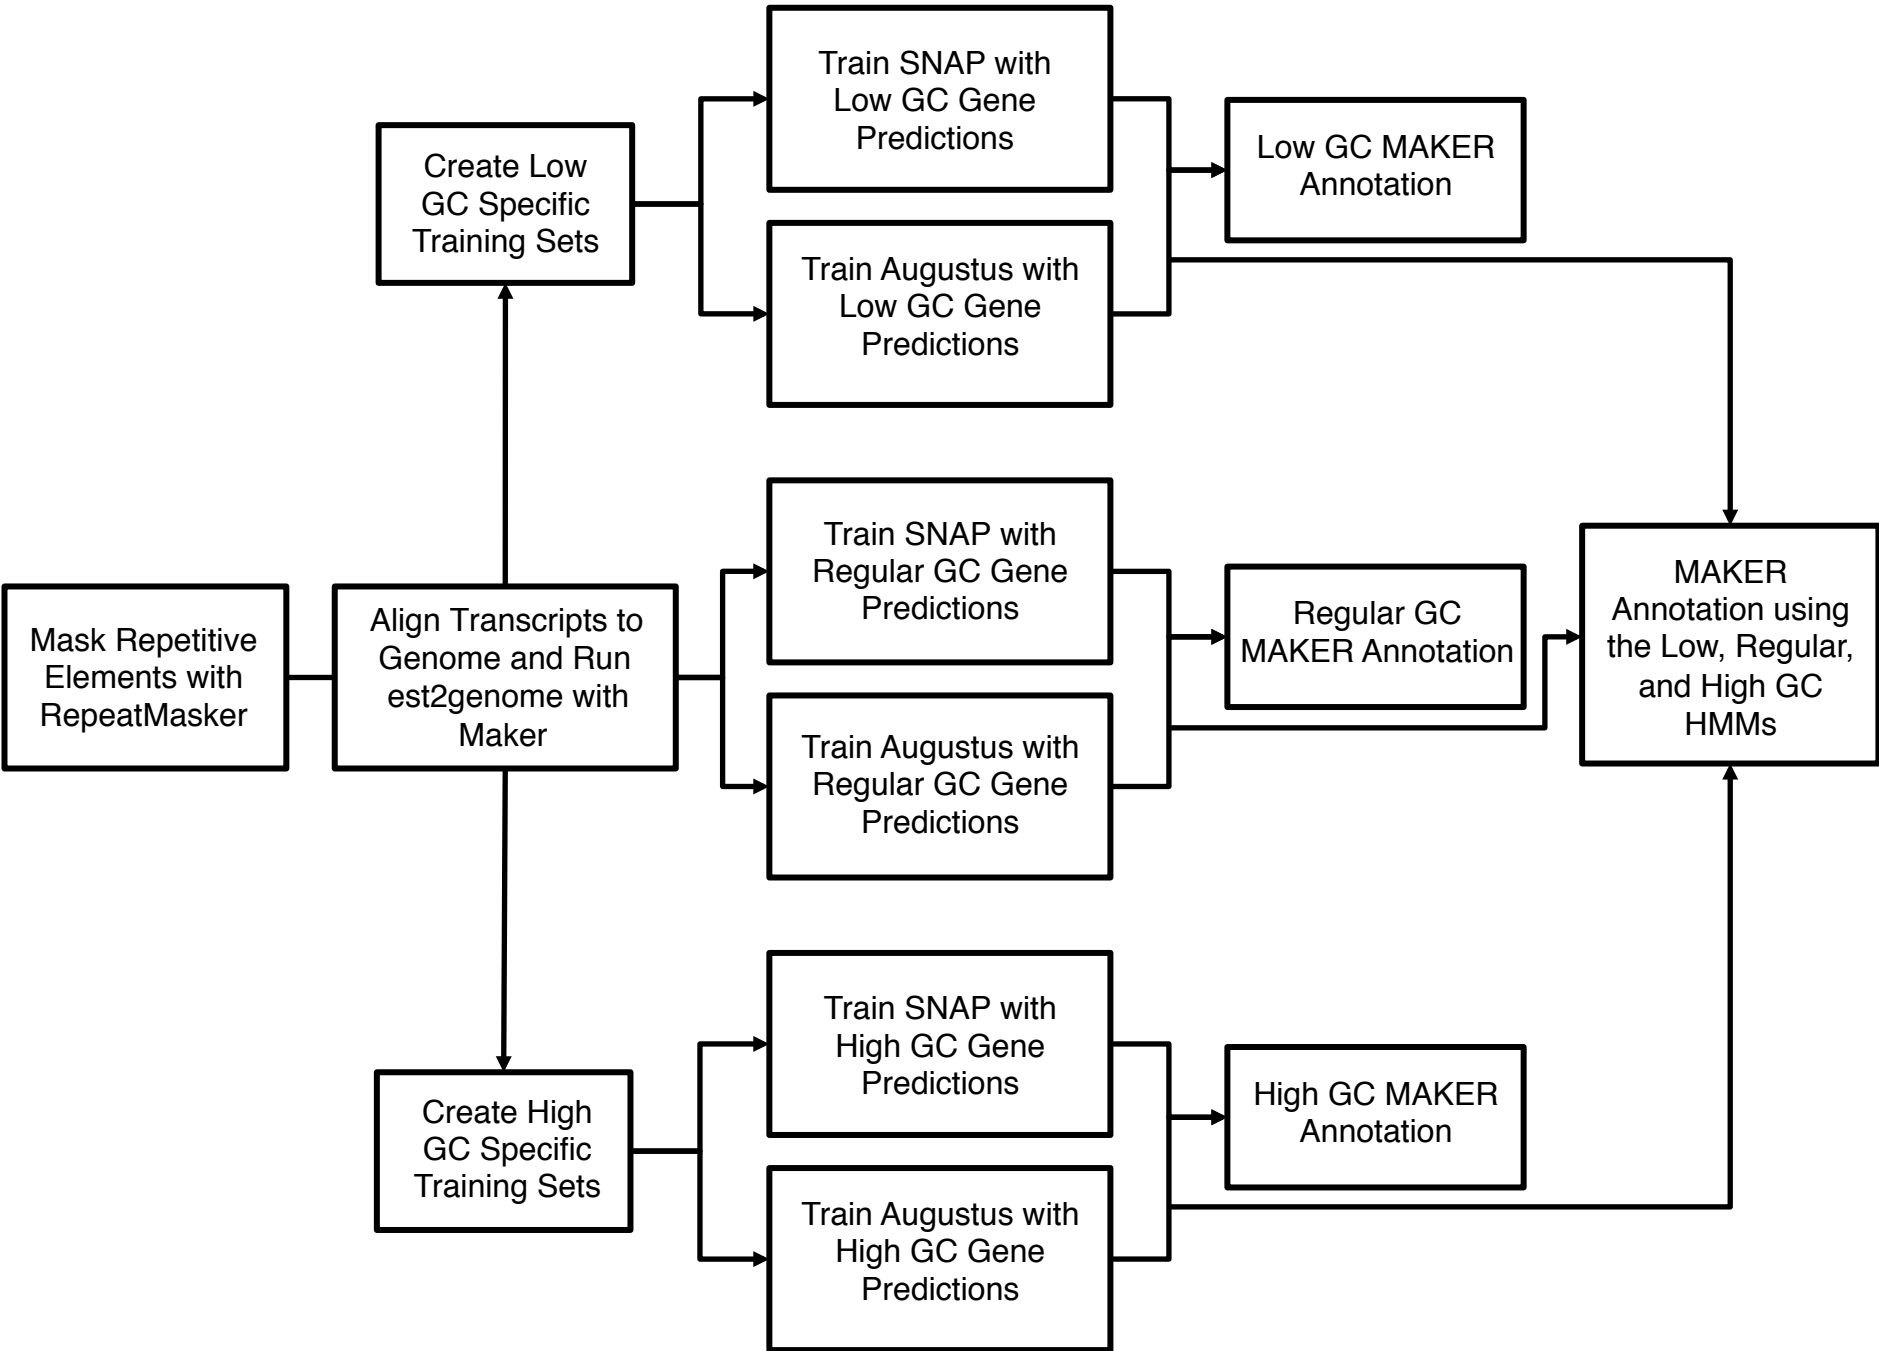 Train SNAP with
Low GC Gene
Predictions
Create Low
GC Specific
Training Sets
Low GC MAKER
Annotation
Train Augustus with
Low GC Gene
Predictions
Mask Repetitive
Elements with
RepeatMasker
Align Transcripts to
Genome and Run
est2genome with
Maker
Train SNAP with
Regular GC Gene
Predictions
Regular GC
MAKER Annotation
Train Augustus with
Regular GC Gene
Predictions
MAKER
Annotation using
the Low, Regular,
and High GC
HMMs
Train SNAP with
High GC Gene
Predictions
Create High
GC Specific
Training Sets
High GC MAKER
Annotation
Train Augustus with
High GC Gene
Predictions